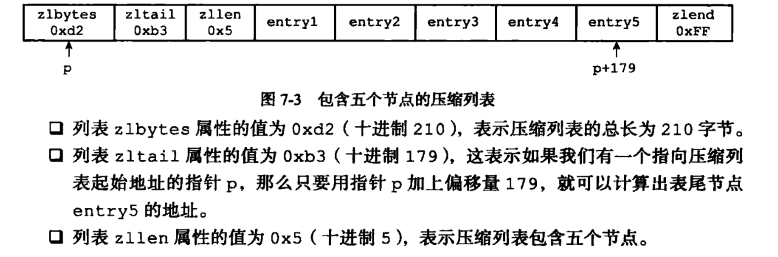 zlbytes zltail zllen entry1 entry2 entry3 entry4 entry5 zlend
0xd2 0xb3 0x5 0xFF
p p+179
图 7-3 包含五个节点的压缩列表
❑ 列表 zlbytes 属性的值为 0xd2（十进制 210），表示压缩列表的总长为 210 字节。
❑ 列表 zltail 属性的值为 0xb3（十进制 179），这表示如果我们有一个指向压缩列
表起始地址的指针 p，那么只要用指针 p 加上偏移量 179，就可以计算出表尾节点
entry5 的地址。
❑ 列表 zllen 属性的值为 0x5（十进制 5），表示压缩列表包含五个节点。